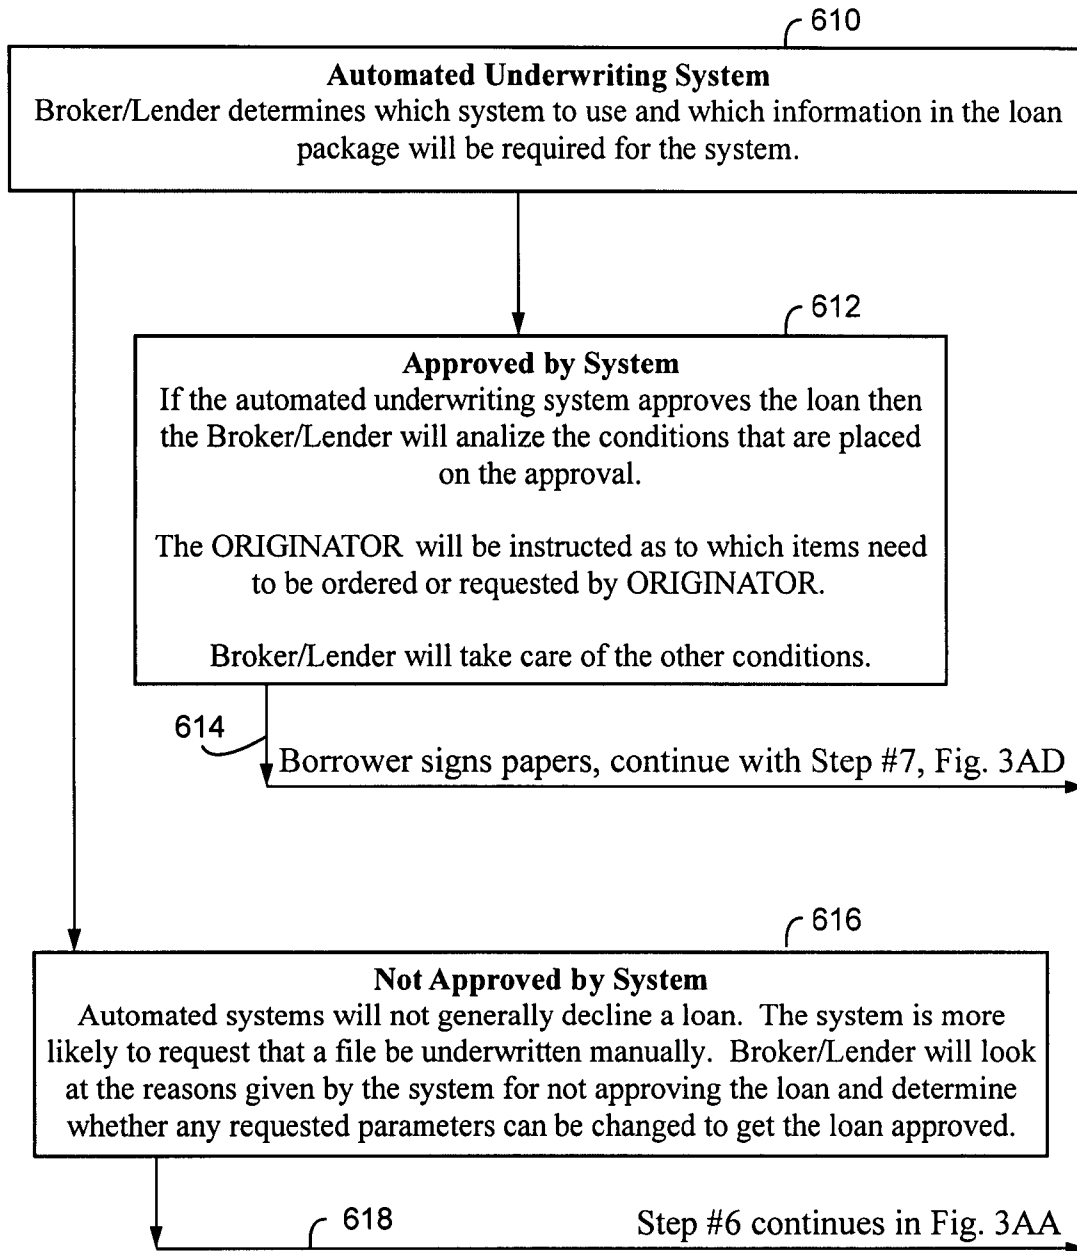 610
Automated Underwriting System
Broker/Lender determines which system to use and which information in the loan
package will be required for the system.
612
Approved by System
If the automated underwriting system approves the loan then
the Broker/Lender will analize the conditions that are placed
on the approval.
The ORIGINATOR will be instructed as to which items need
to be ordered or requested by ORIGINATOR.
Broker/Lender will take care of the other conditions.
614
Borrower signs papers, continue with Step #7, Fig. 3AD
616
Not Approved by System
Automated systems will not generally decline a loan. The system is more
likely to request that a file be underwritten manually. Broker/Lender will look
at the reasons given by the system for not approving the loan and determine
whether any requested parameters can be changed to get the loan approved.
618
Step #6 continues in Fig. 3AA